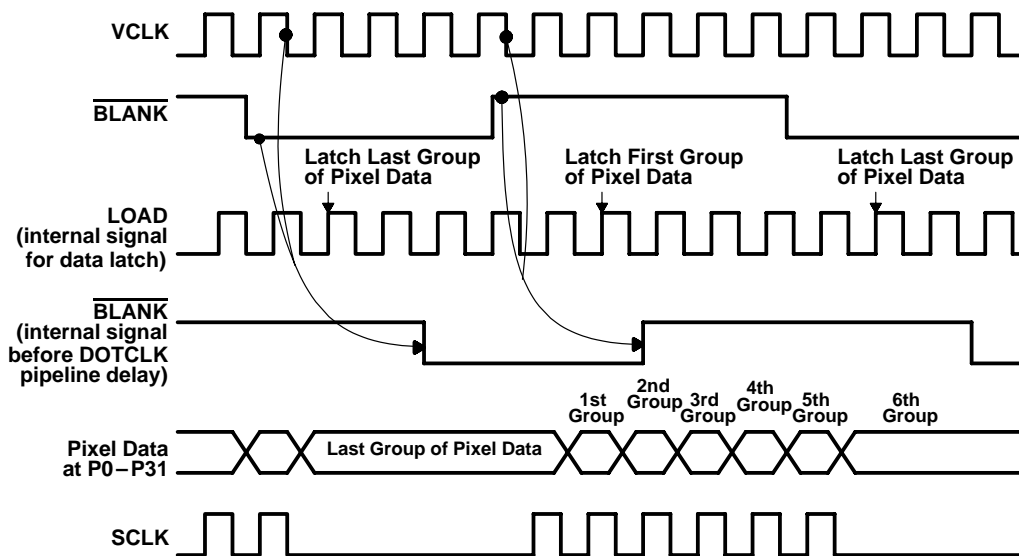 VCLK
BLANK
Latch Last Group
of Pixel Data
Latch First Group
of Pixel Data
Latch Last Group
of Pixel Data
LOAD
(internal signal
for data latch)
BLANK
(internal signal
before DOTCLK
pipeline delay)
1st
Group
2nd
Group
3rd
Group
4th
Group
5th
Group
6th
Group
Pixel Data
at P0–P31
Last Group of Pixel Data
SCLK